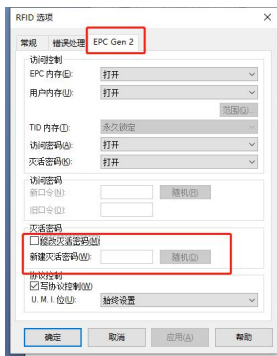 RFID 选项
常规 错误处理 EPC Gen 2
访问控制
EPC 内存(E): 打开
用户内存(U): 打开
范围(G)
TID 内存(T): 永久锁定
访问密码(A): 打开
灭活密码(K): 打开
访问密码
新口令(N): 随机(R)
旧口令(O):
灭活密码
修改灭活密码(M)
新建灭活密码(W): 随机(D)
协议控制
写协议控制(W)
U. M. I. 位(U): 始终设置
确定 取消 应用(A) 帮助